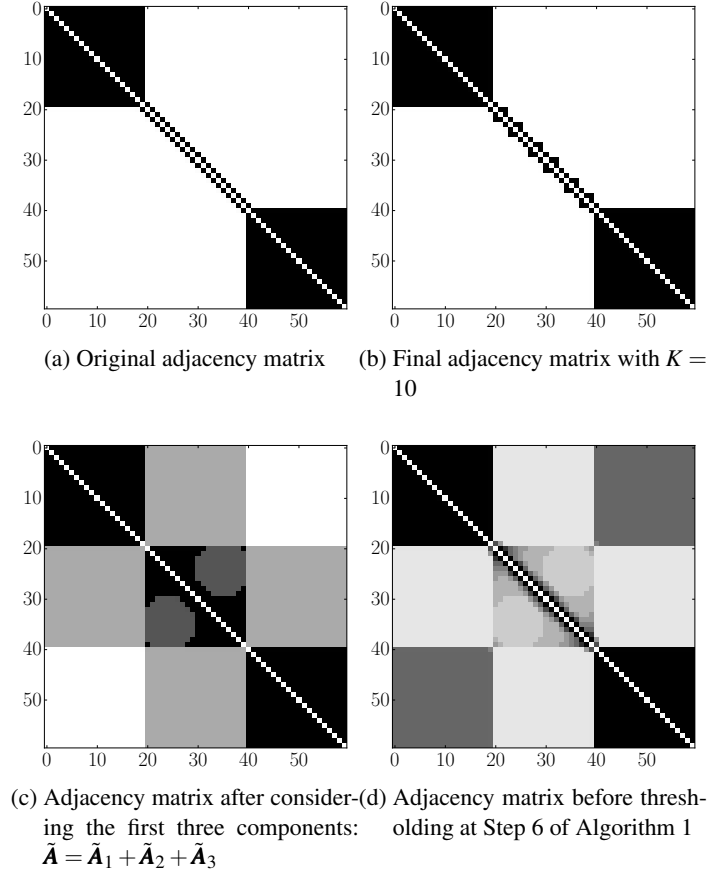 0
10
20
30
40
50
0 10 20 30 40 50
0
10
20
30
40
50
0 10 20 30 40 50
(a) Original adjacency matrix
(b) Final adjacency matrix with K =
10
0
10
20
30
40
50
0 10 20 30 40 50
0
10
20
30
40
50
0 10 20 30 40 50
(c) Adjacency matrix after consider-
ing the first three components:
Ã = Ã₁ + Ã₂ + Ã₃
(d) Adjacency matrix before thresh-
olding at Step 6 of Algorithm 1